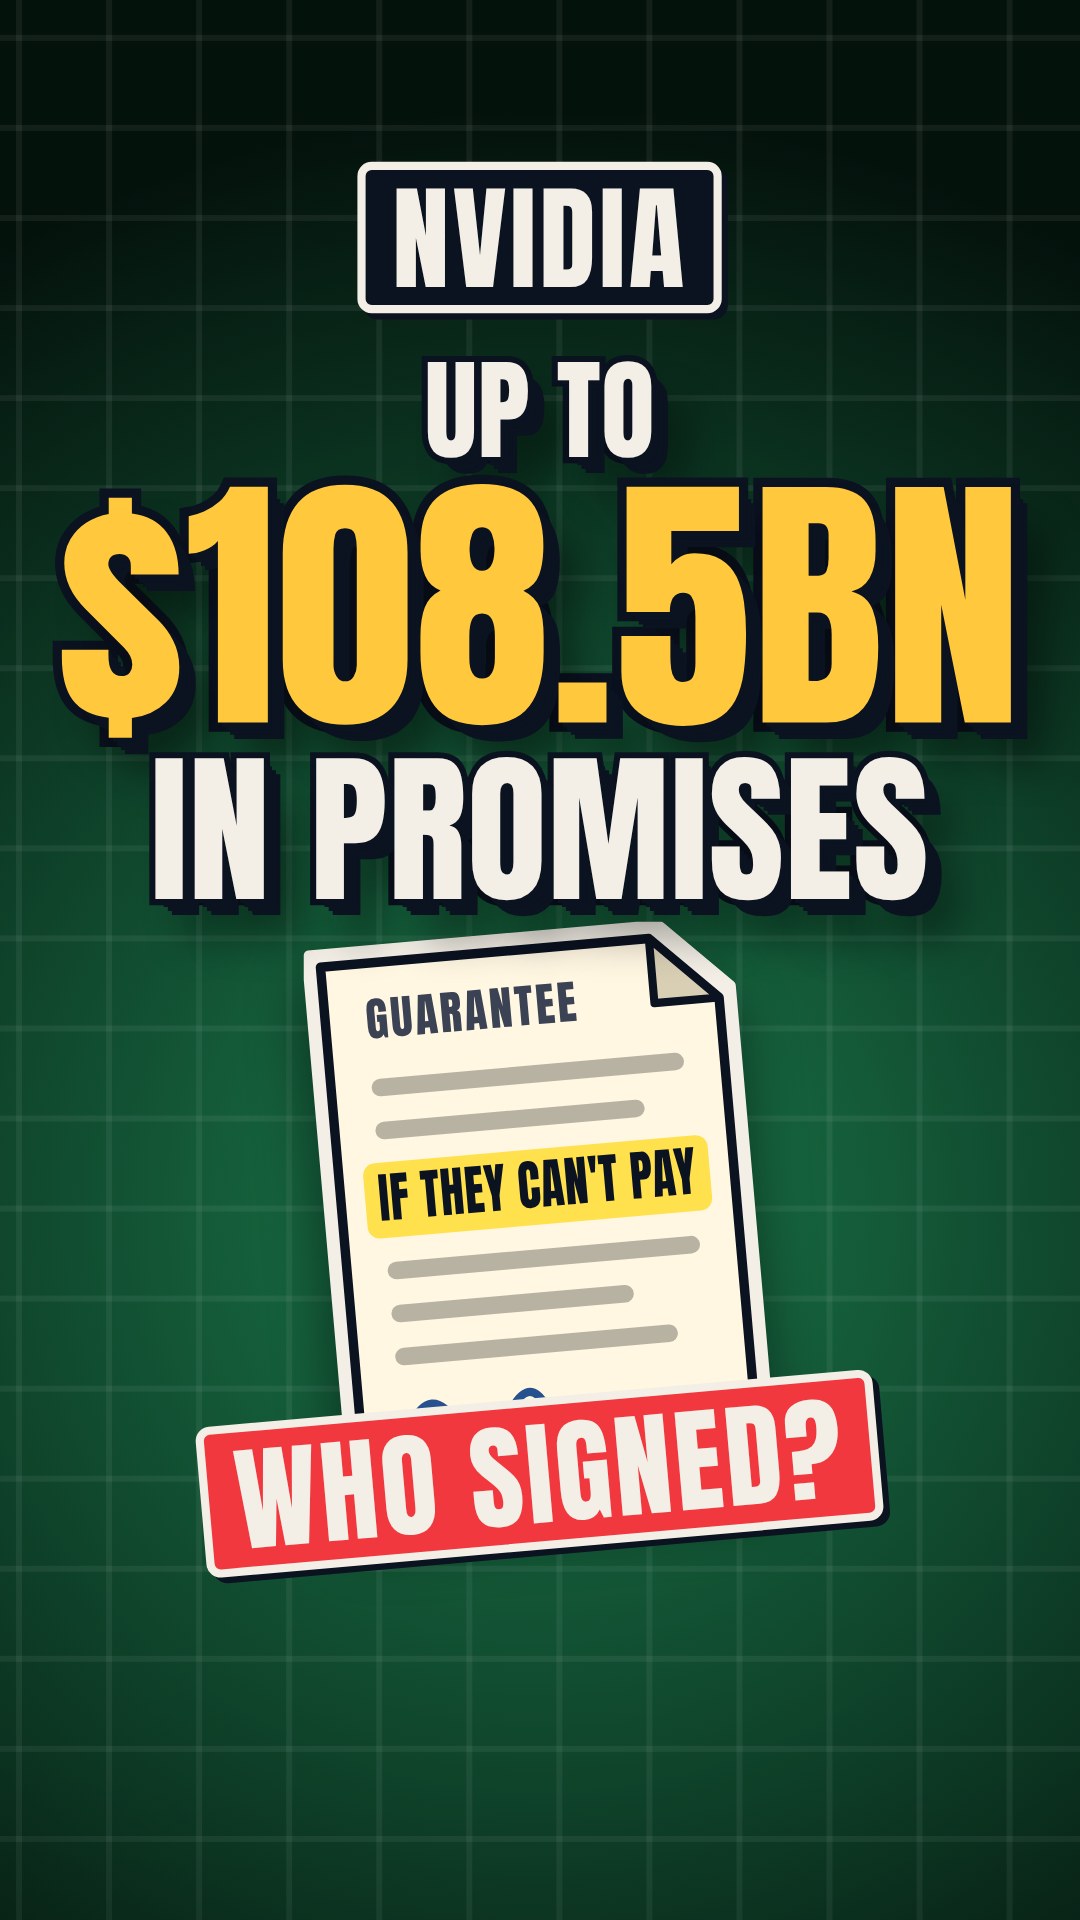 NVIDIA
UP TO
$108.5BN
IN PROMISES
GUARANTEE
IF THEY CAN'T PAY
WHO SIGNED?